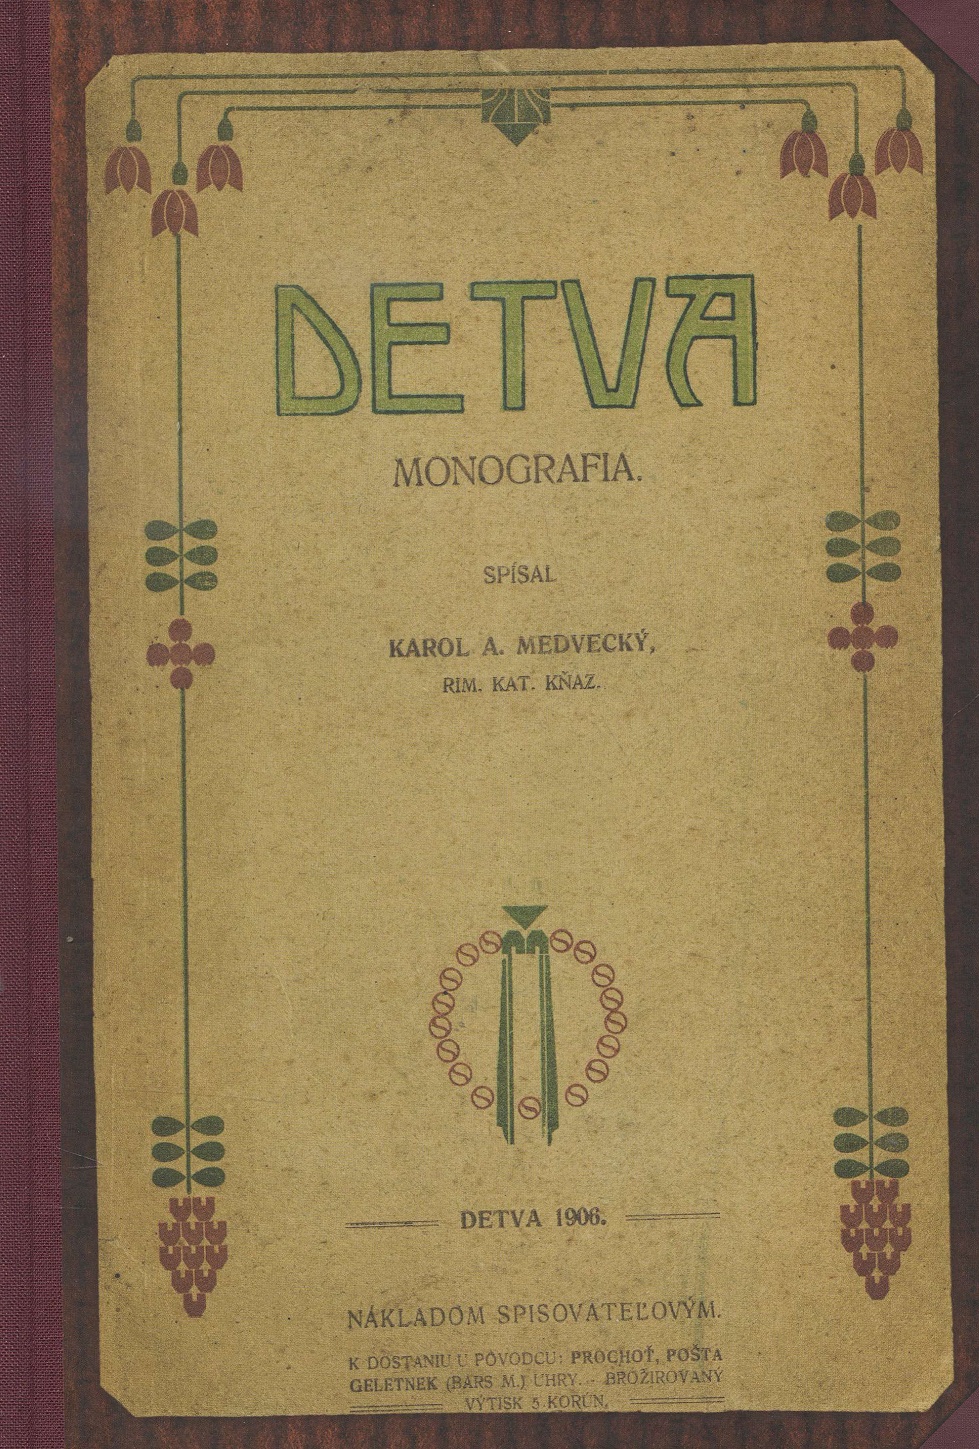 DETVA
MONOGRAFIA.
SPÍSAL
KAROL A. MEDVECKÝ,
RIM. KAT. KŇAZ.
DETVA 1906.
NÁKLADOM SPISOVATEĽOVÝM.
K DOSTANIU U PÔVODCU: PROCHOŤ, POŠTA
GELETNEK (BARS M.) UHRY. - BROŽIROVANÝ
VÝTISK 5 KORÚN.